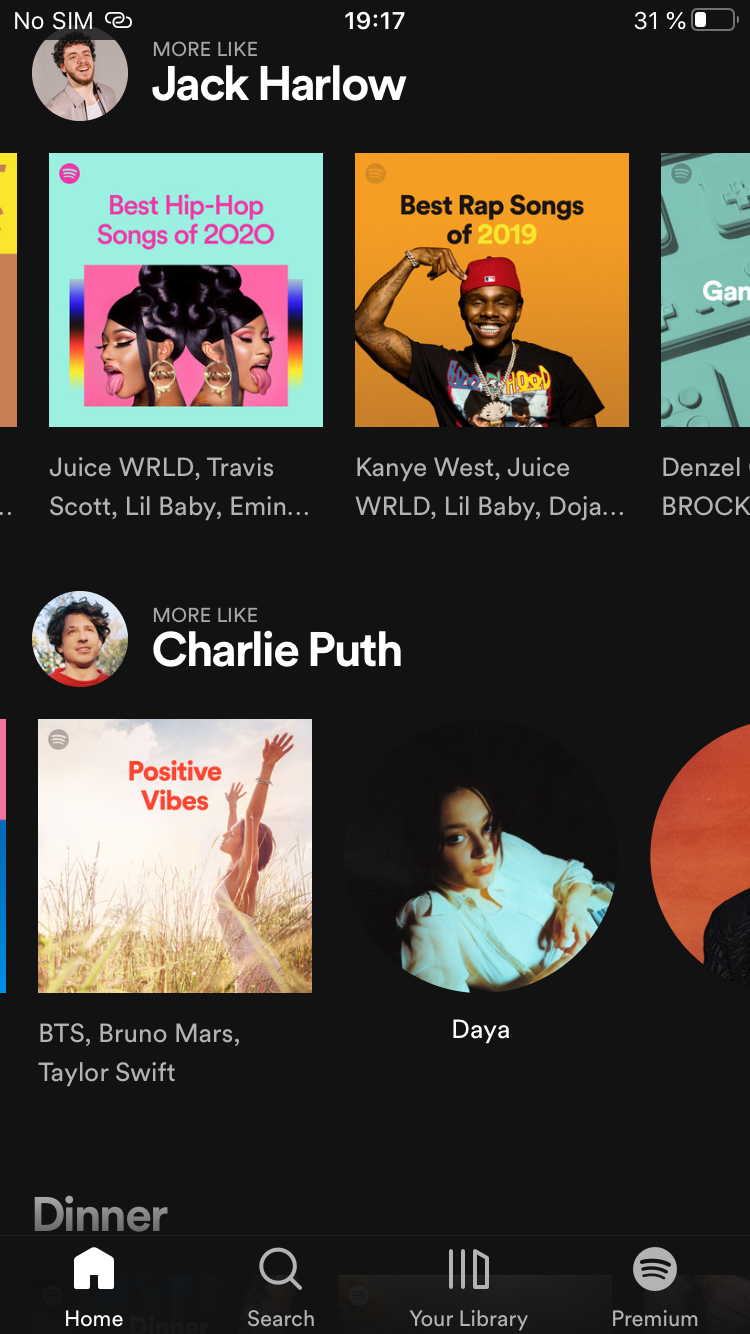 No SIM 19:17 31 %
MORE LIKE
Jack Harlow
Best Hip-Hop
Songs of 2020
Best Rap Songs
of 2019
Juice WRLD, Travis
Scott, Lil Baby, Emin...
Kanye West, Juice
WRLD, Lil Baby, Doja...
Denzel
BROCK
MORE LIKE
Charlie Puth
Positive
Vibes
BTS, Bruno Mars,
Taylor Swift
Daya
Dinner
Dinner
Home Search Your Library Premium